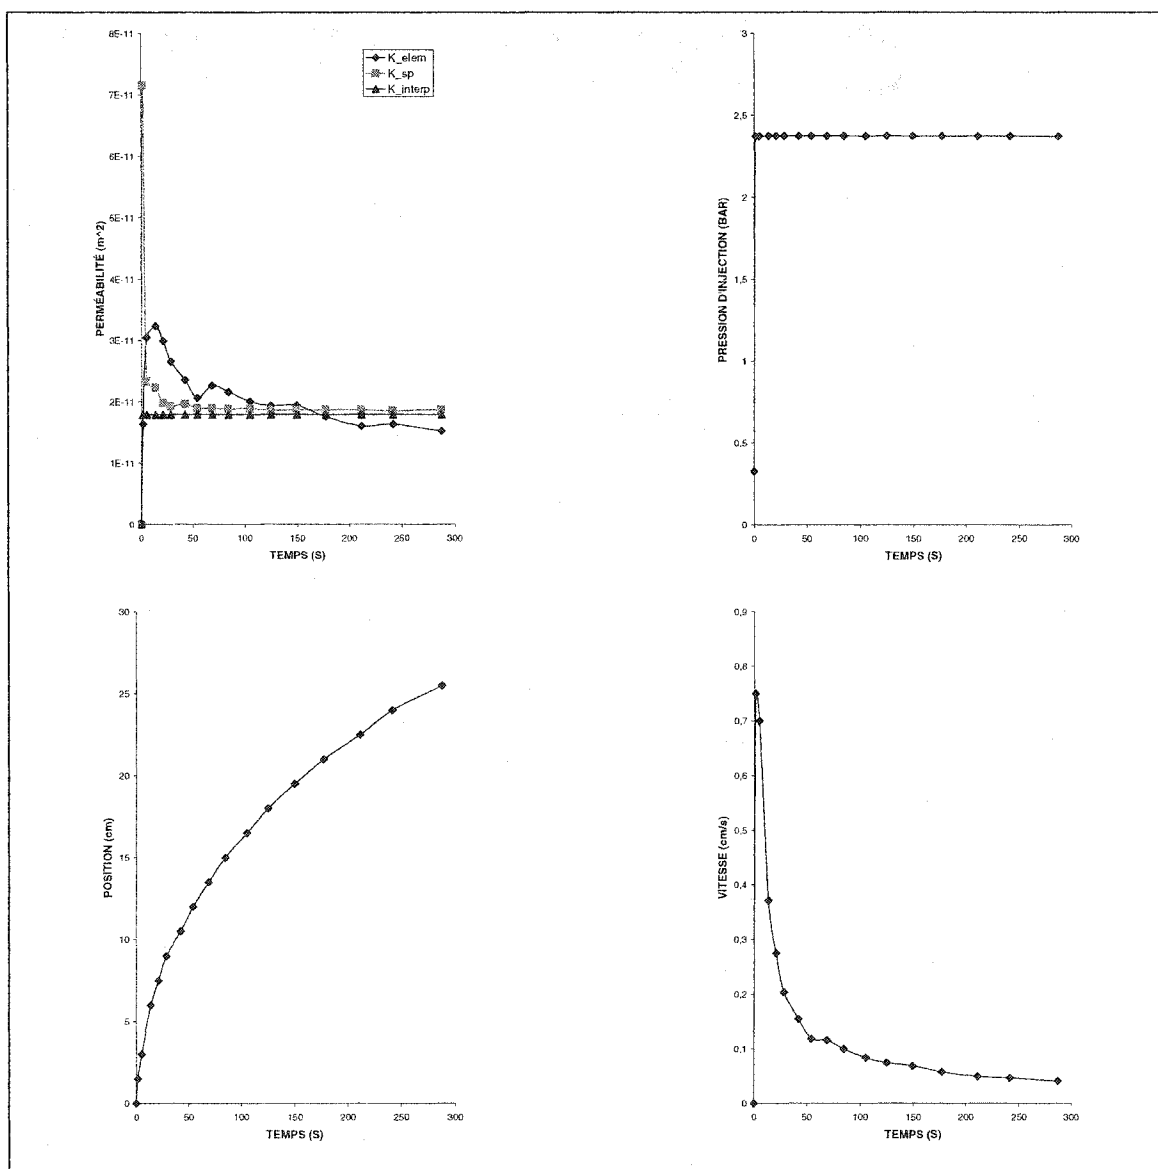 8E-11
7E-11
6E-11
5E-11
4E-11
3E-11
2E-11
1E-11
0
PERMÉABILITÉ (m^2)
K_elem
K_sp
K_interp
0 50 100 150 200 250 300
TEMPS (S)
3
2,5
2
1,5
1
0,5
0
PRESSION D'INJECTION (BAR)
0 50 100 150 200 250 300
TEMPS (S)
30
25
20
15
10
5
0
POSITION (cm)
0 50 100 150 200 250 300
TEMPS (S)
0,9
0,8
0,7
0,6
0,5
0,4
0,3
0,2
0,1
0
VITESSE (cm/s)
0 50 100 150 200 250 300
TEMPS (S)